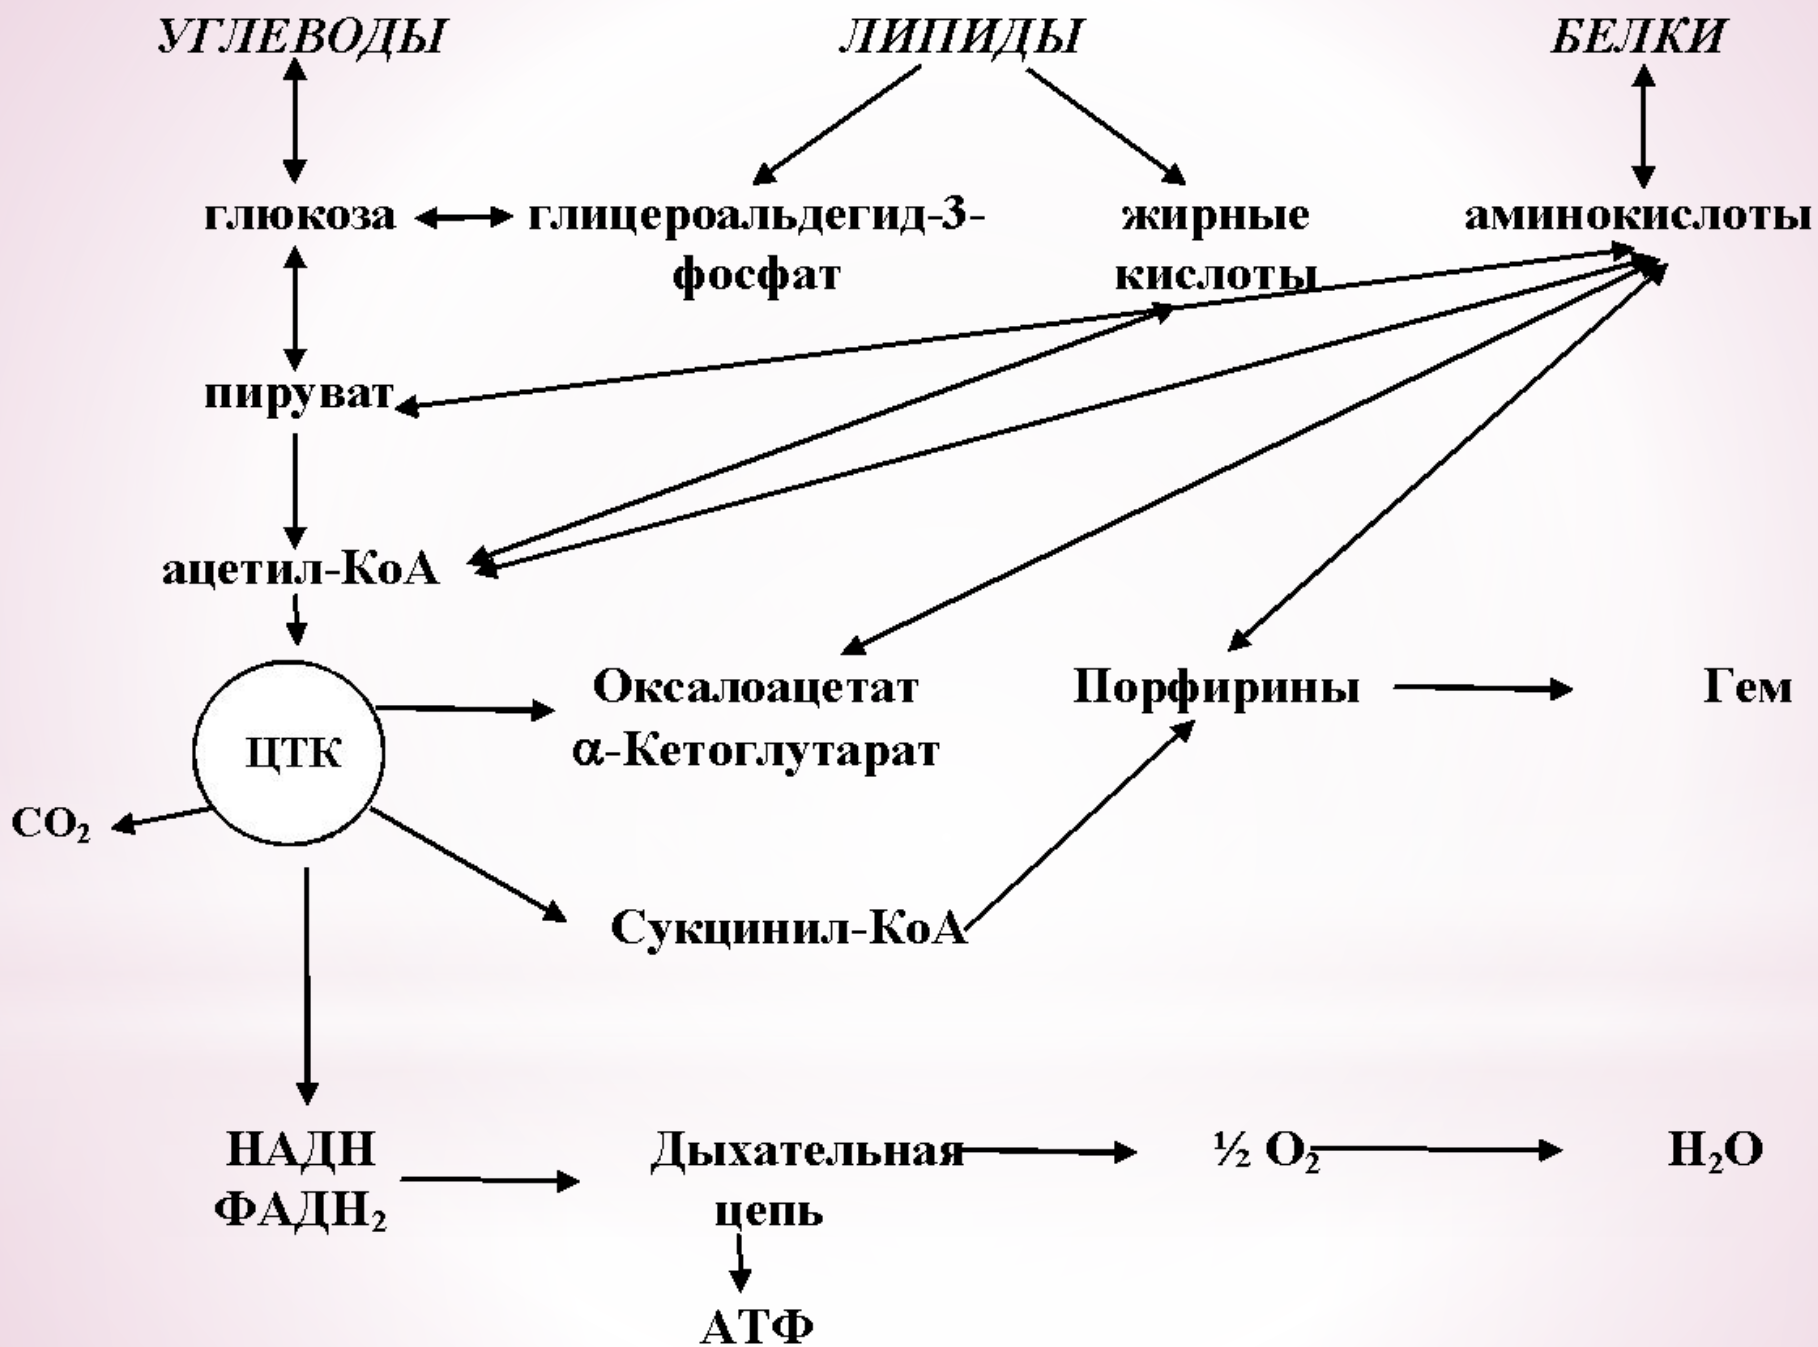 УГЛЕВОДЫ ЛИПИДЫ БЕЛКИ
глюкоза глицероальдегид-3- жирные аминокислоты
фосфат кислоты
пируват
ацетил-КоА
Оксалоацетат Порфирины Гем
ЦТК α-Кетоглутарат
CO₂
Сукцинил-КоА
НАДН Дыхательная ½ O₂ H₂O
ФАДН₂ цепь
АТФ